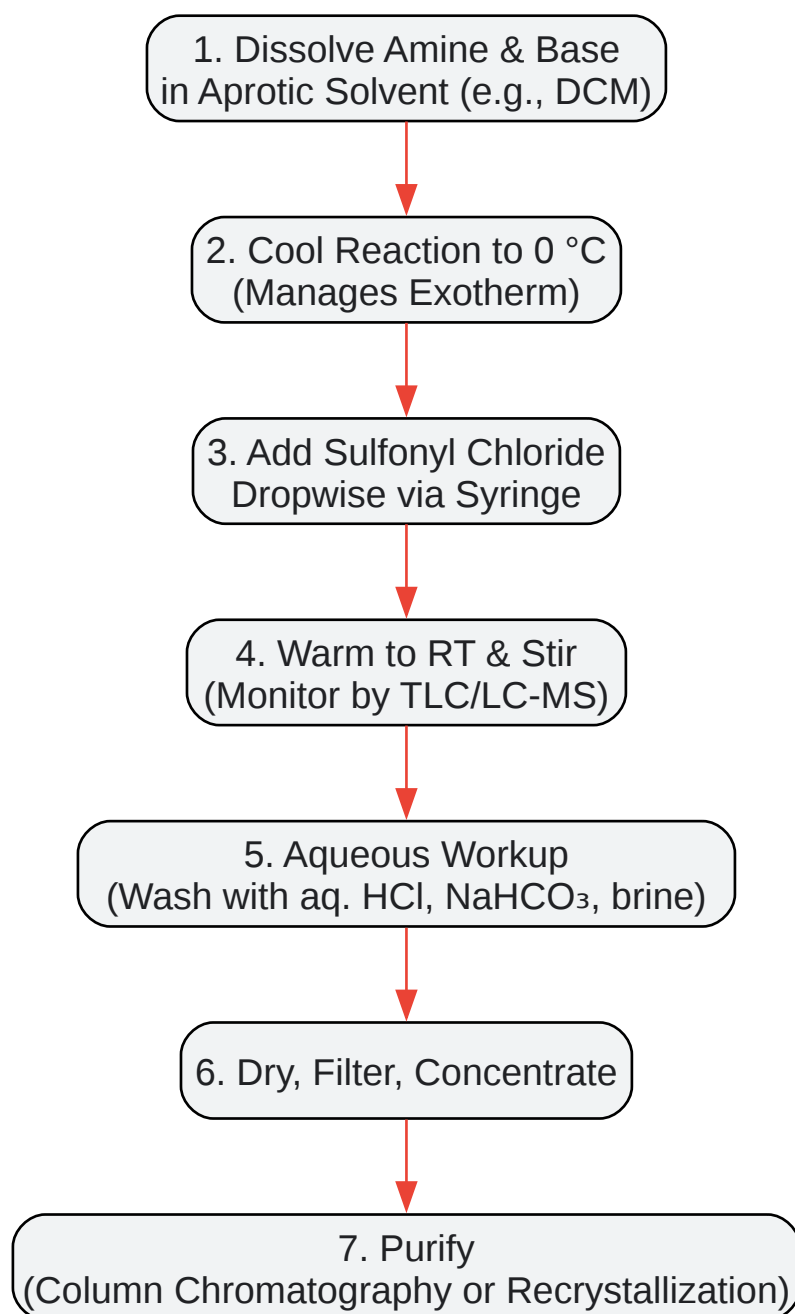 1. Dissolve Amine & Base
in Aprotic Solvent (e.g., DCM)
2. Cool Reaction to 0 °C
(Manages Exotherm)
3. Add Sulfonyl Chloride
Dropwise via Syringe
4. Warm to RT & Stir
(Monitor by TLC/LC-MS)
5. Aqueous Workup
(Wash with aq. HCl, NaHCO₃, brine)
6. Dry, Filter, Concentrate
7. Purify
(Column Chromatography or Recrystallization)